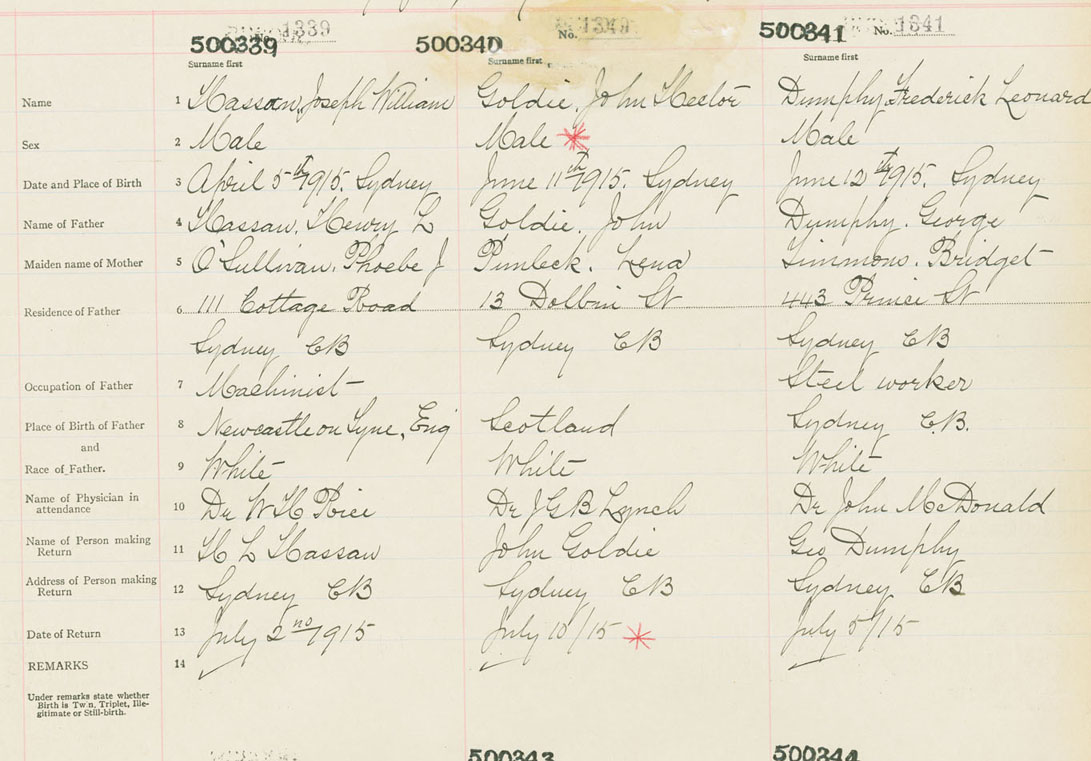 1339 No. 1340 No. 1341
500339 500340 500341
Surname first Surname first Surname first
Name 1 Hassan, Joseph William Goldie, John Hector Dumphy, Frederick Leonard
Sex 2 Male Male Male
Date and Place of Birth 3 April 5th 1915. Sydney June 11th 1915. Sydney June 12th 1915. Sydney
Name of Father 4 Hassan, Henry L Goldie, John Dumphy. George
Maiden name of Mother 5 O'Sullivan. Phoebe J Lena Simmons. Bridget
Residence of Father 6 111 Cottage Road 13 St 443 Prince St
Sydney CB Sydney CB Sydney CB
Occupation of Father 7 Machinist Steel worker
Place of Birth of Father 8 Newcastle on Tyne, Eng Scotland Sydney C.B.
and
Race of Father. 9 White White White
Name of Physician in
attendance 10 Dr W H Rice Dr J G B Lynch Dr John McDonald
Name of Person making
Return 11 H L Hassan John Goldie Geo Dumphy
Address of Person making
Return 12 Sydney CB Sydney CB Sydney CB
Date of Return 13 July 2nd 1915 July 10/15 July 5/15
REMARKS 14
Under remarks state whether
Birth is Twin, Triplet, Ille-
gitimate or Still-birth.
500343 500344